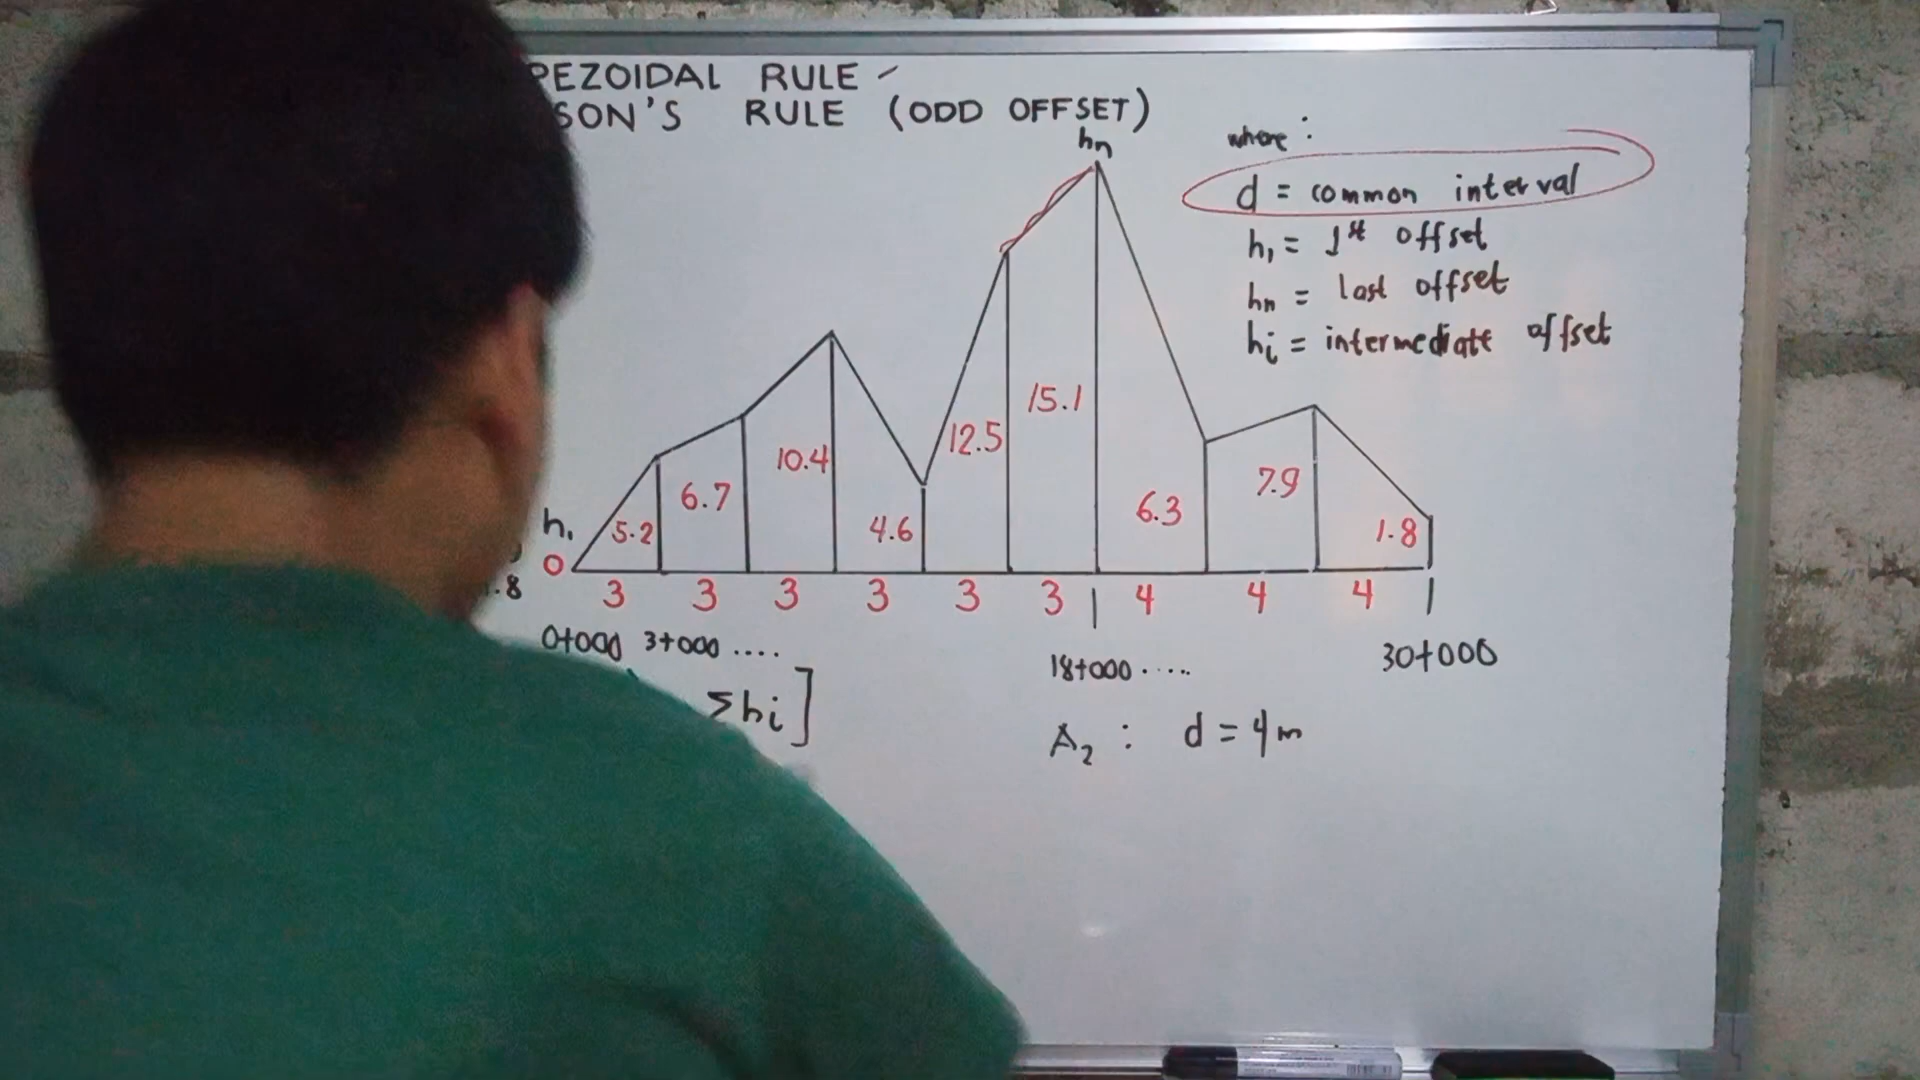 PEZOIDAL RULE
SON'S RULE (ODD OFFSET)
hn
where :
d = common interval
h1 = 1st offset
hn = last offset
hi = intermediate offset
15.1
12.5
10.4
7.9
6.7
6.3
h1
5.2
4.6
1.8
0
.8
3 3 3 3 3 3 4 4 4
0+000 3+000 ....
18+000 .....
30+000
Σhi]
A2 : d = 4m